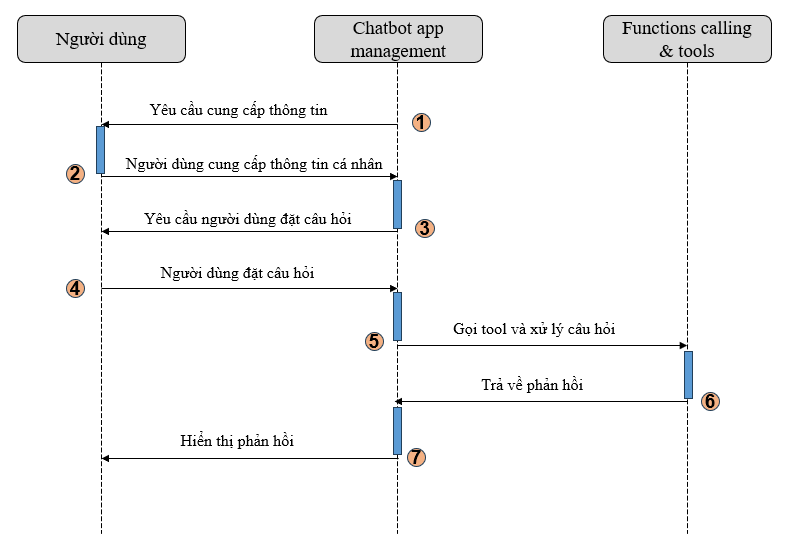 Người dùng
Chatbot app
management
Functions calling
& tools
Yêu cầu cung cấp thông tin
1
2
Người dùng cung cấp thông tin cá nhân
Yêu cầu người dùng đặt câu hỏi
3
4
Người dùng đặt câu hỏi
5
Gọi tool và xử lý câu hỏi
Trả về phản hồi
6
Hiển thị phản hồi
7